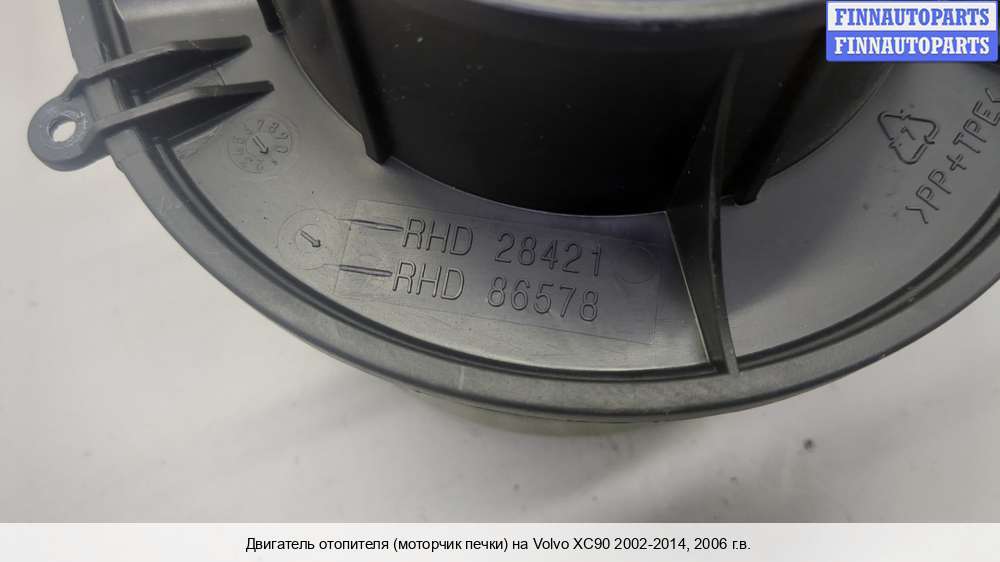 FINNAUTOPARTS
FINNAUTOPARTS
>PP+TPE<
RHD 28421
RHD 86578
Двигатель отопителя (моторчик печки) на Volvo XC90 2002-2014, 2006 г.в.